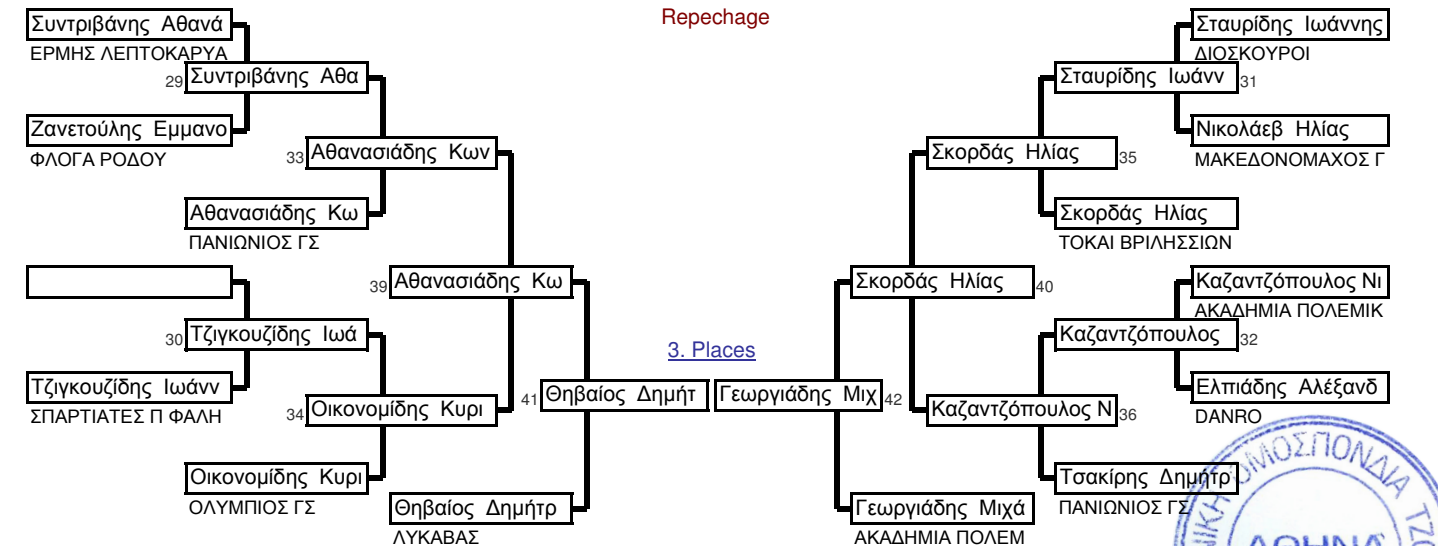 Repechage
Συντριβάνης Αθανά
ΕΡΜΗΣ ΛΕΠΤΟΚΑΡΥΑ
29 Συντριβάνης Αθα
Ζανετούλης Εμμανο
ΦΛΟΓΑ ΡΟΔΟΥ
33 Αθανασιάδης Κων
Αθανασιάδης Κω
ΠΑΝΙΩΝΙΟΣ ΓΣ
39 Αθανασιάδης Κω
30 Τζιγκουζίδης Ιωά
Τζιγκουζίδης Ιωάνν
ΣΠΑΡΤΙΑΤΕΣ Π ΦΑΛΗ
34 Οικονομίδης Κυρι
Οικονομίδης Κυρι
ΟΛΥΜΠΙΟΣ ΓΣ
41 Θηβαίος Δημήτ
Θηβαίος Δημήτρ
ΛΥΚΑΒΑΣ
3. Places
Σταυρίδης Ιωάννης
ΔΙΟΣΚΟΥΡΟΙ
Σταυρίδης Ιωάνν 31
Νικολάεβ Ηλίας
ΜΑΚΕΔΟΝΟΜΑΧΟΣ Γ
Σκορδάς Ηλίας 35
Σκορδάς Ηλίας
ΤΟΚΑΙ ΒΡΙΛΗΣΣΙΩΝ
Σκορδάς Ηλίας 40
Καζαντζόπουλος Νι
ΑΚΑΔΗΜΙΑ ΠΟΛΕΜΙΚ
Καζαντζόπουλος 32
Ελπιάδης Αλέξανδ
DANRO
Γεωργιάδης Μιχ 42
Καζαντζόπουλος Ν 36
Τσακίρης Δημήτρ
ΠΑΝΙΩΝΙΟΣ ΓΣ
Γεωργιάδης Μιχά
ΑΚΑΔΗΜΙΑ ΠΟΛΕΜ